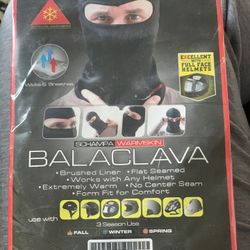 Wicks & Breathes
EXCELLENT
FULL FACE
HELMETS
SCHAMPA WARMSKIN
BALACLAVA
• Brushed Liner • Flat Seamed
• Works with Any Helmet
• Extremely Warm • No Center Seam
• Form Fit for Comfort
use with
3 Season Use
FALL WINTER SPRING